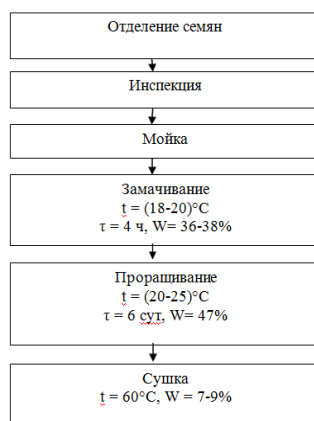 Отделение семян
Инспекция
Мойка
Замачивание
t = (18-20)°C
τ = 4 ч, W= 36-38%
Проращивание
t = (20-25)°C
τ = 6 сут, W= 47%
Сушка
t = 60°C, W = 7-9%